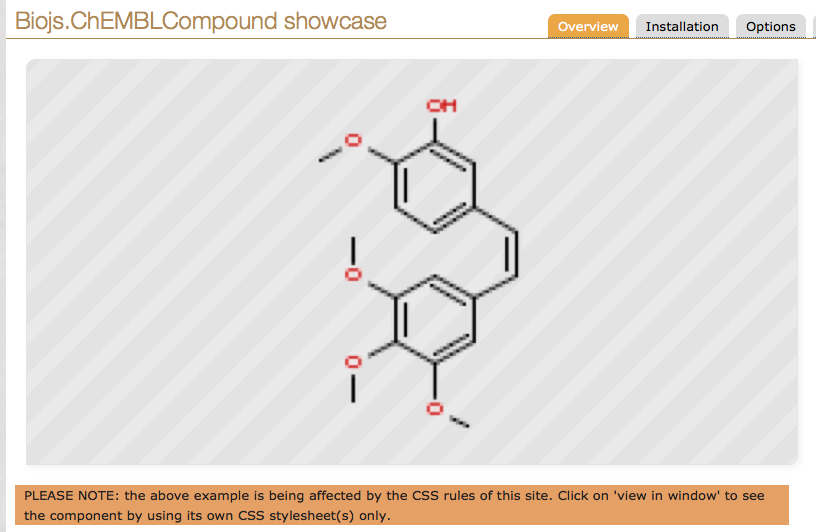 Biojs.ChEMBLCompound showcase
Overview
Installation
Options
OH
O
O
O
O
PLEASE NOTE: the above example is being affected by the CSS rules of this site. Click on 'view in window' to see
the component by using its own CSS stylesheet(s) only.